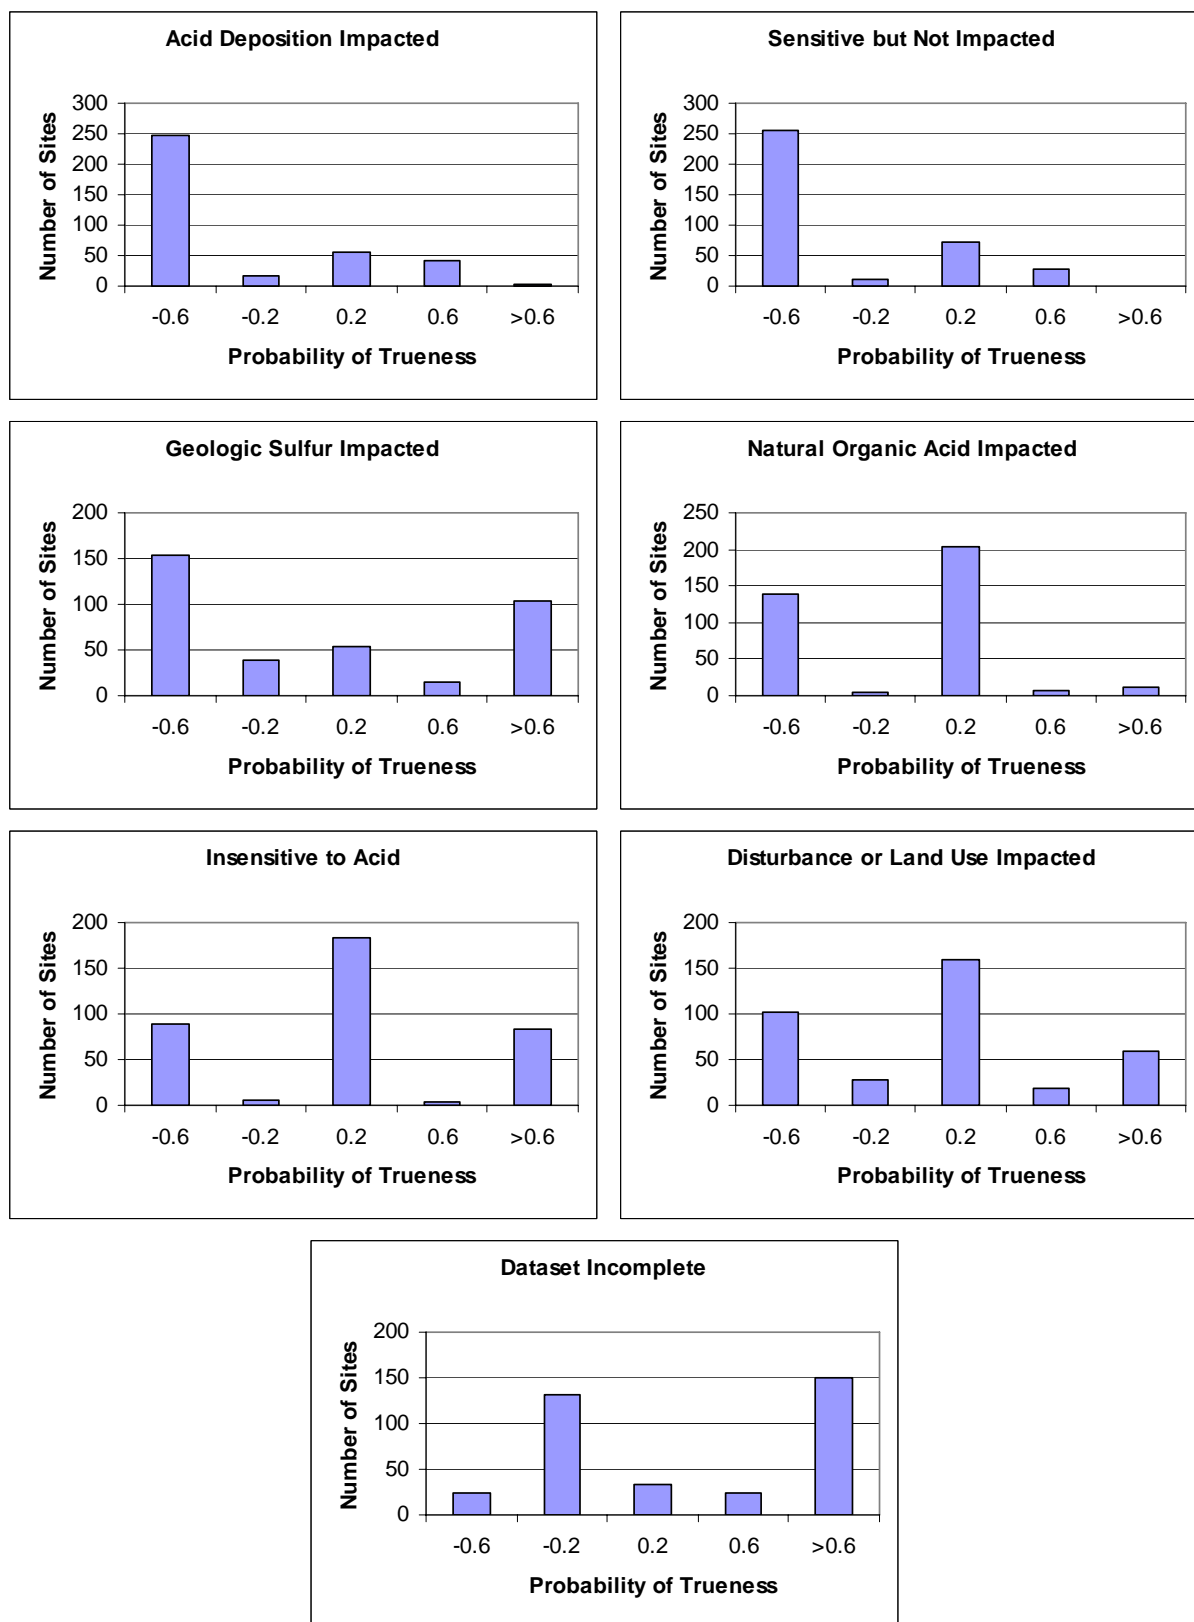 Acid Deposition Impacted
300
250
200
150
100
50
0
Number of Sites
-0.6 -0.2 0.2 0.6 >0.6
Probability of Trueness
Sensitive but Not Impacted
300
250
200
150
100
50
0
Number of Sites
-0.6 -0.2 0.2 0.6 >0.6
Probability of Trueness
Geologic Sulfur Impacted
200
150
100
50
0
Number of Sites
-0.6 -0.2 0.2 0.6 >0.6
Probability of Trueness
Natural Organic Acid Impacted
250
200
150
100
50
0
Number of Sites
-0.6 -0.2 0.2 0.6 >0.6
Probability of Trueness
Insensitive to Acid
200
150
100
50
0
Number of Sites
-0.6 -0.2 0.2 0.6 >0.6
Probability of Trueness
Disturbance or Land Use Impacted
200
150
100
50
0
Number of Sites
-0.6 -0.2 0.2 0.6 >0.6
Probability of Trueness
Dataset Incomplete
200
150
100
50
0
Number of Sites
-0.6 -0.2 0.2 0.6 >0.6
Probability of Trueness